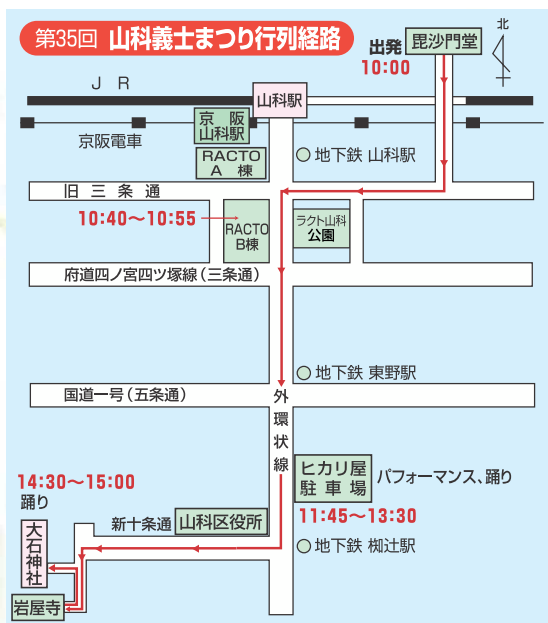 第35回 山科義士まつり行列経路
北
出発
毘沙門堂
10:00
JR
山科駅
京阪
山科駅
京阪電車
RACTO
A 棟
地下鉄 山科駅
旧三条通
10:40〜10:55
RACTO
B棟
ラクト山科
公園
府道四ノ宮四ツ塚線(三条通)
地下鉄 東野駅
国道一号(五条通)
外環状線
ヒカリ屋
駐車場
パフォーマンス、踊り
11:45〜13:30
14:30〜15:00
踊り
大石神社
新十条通
山科区役所
地下鉄 椥辻駅
岩屋寺